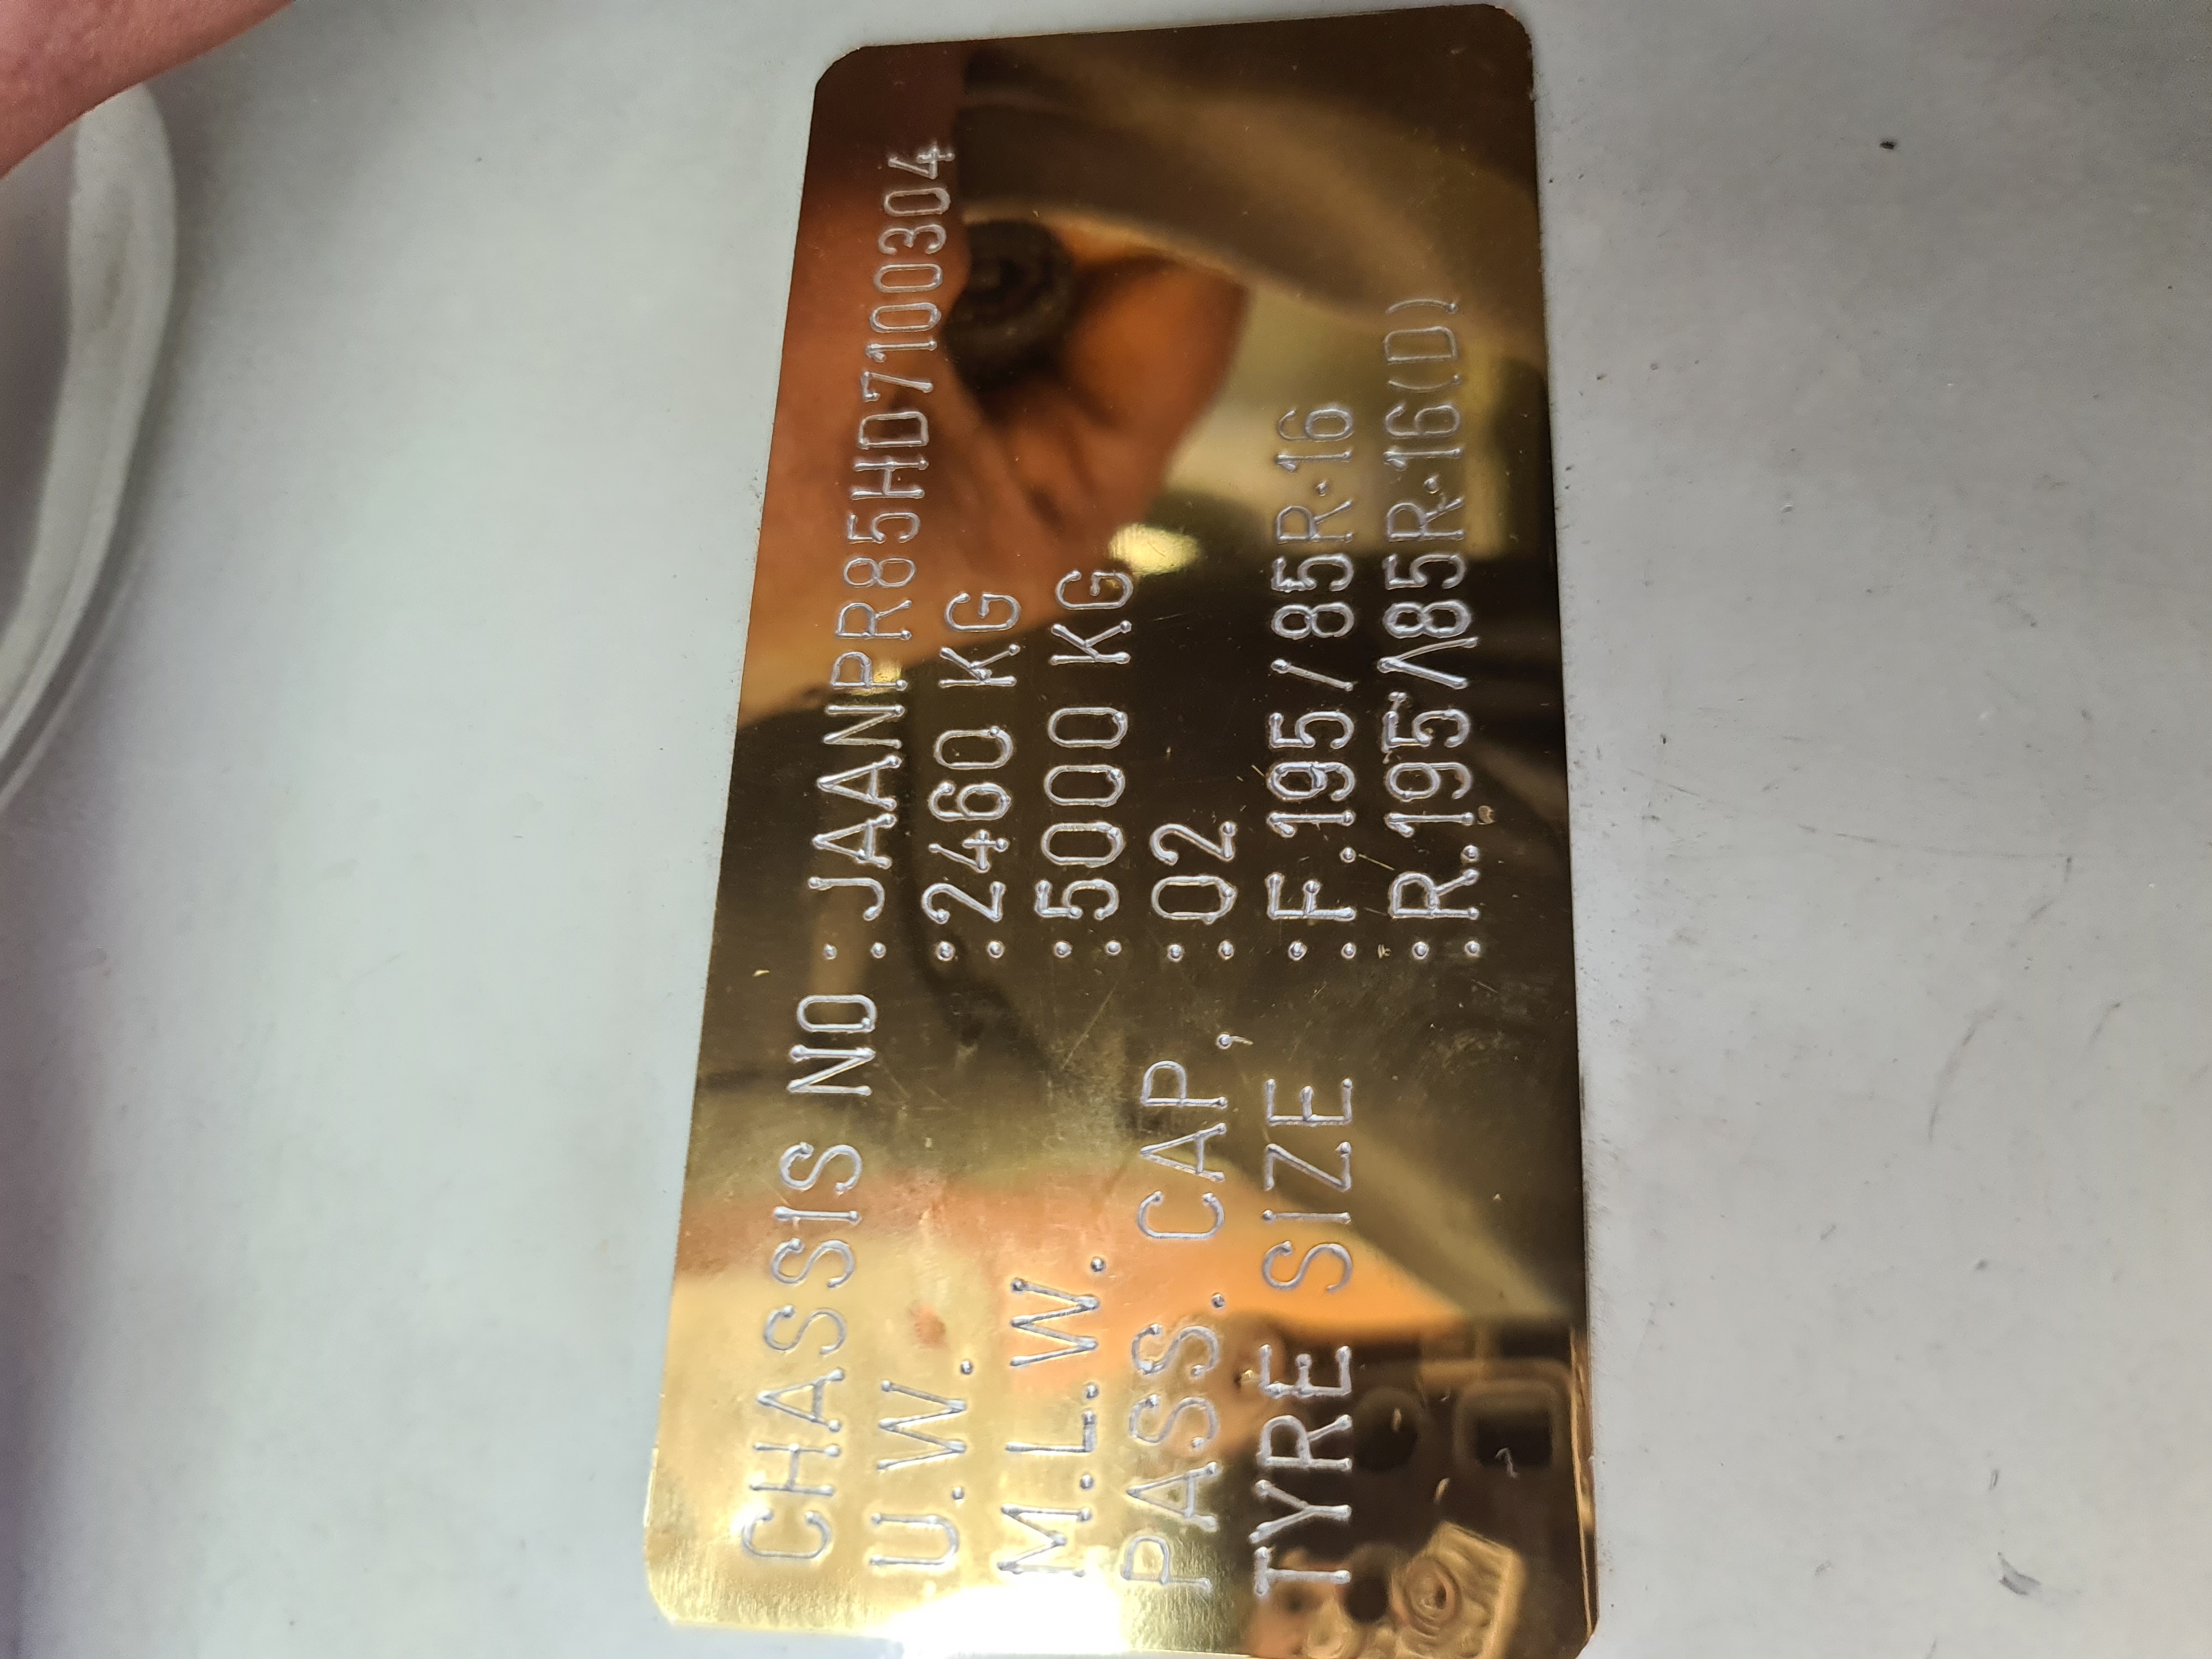 CHASSIS NO :JAANPR85HD7100304
U.W. :2460 KG
M.L.W. :5000 KG
PASS. CAP, :02
TYRE SIZE :F.195/85R.16
:R.195/85R.16(D)